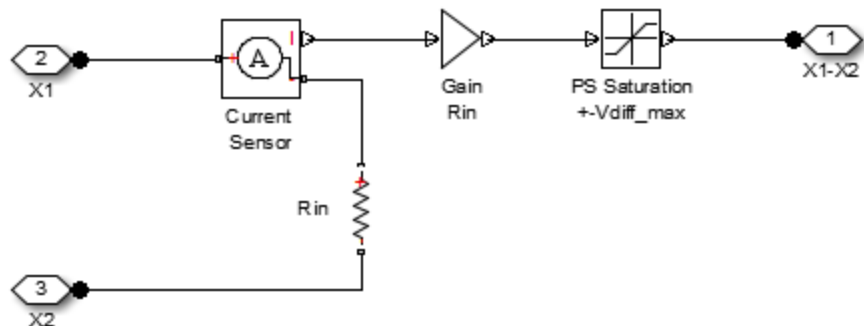 2
X1
A
I
Current
Sensor
Gain
Rin
PS Saturation
+-Vdiff_max
1
X1-X2
Rin
3
X2